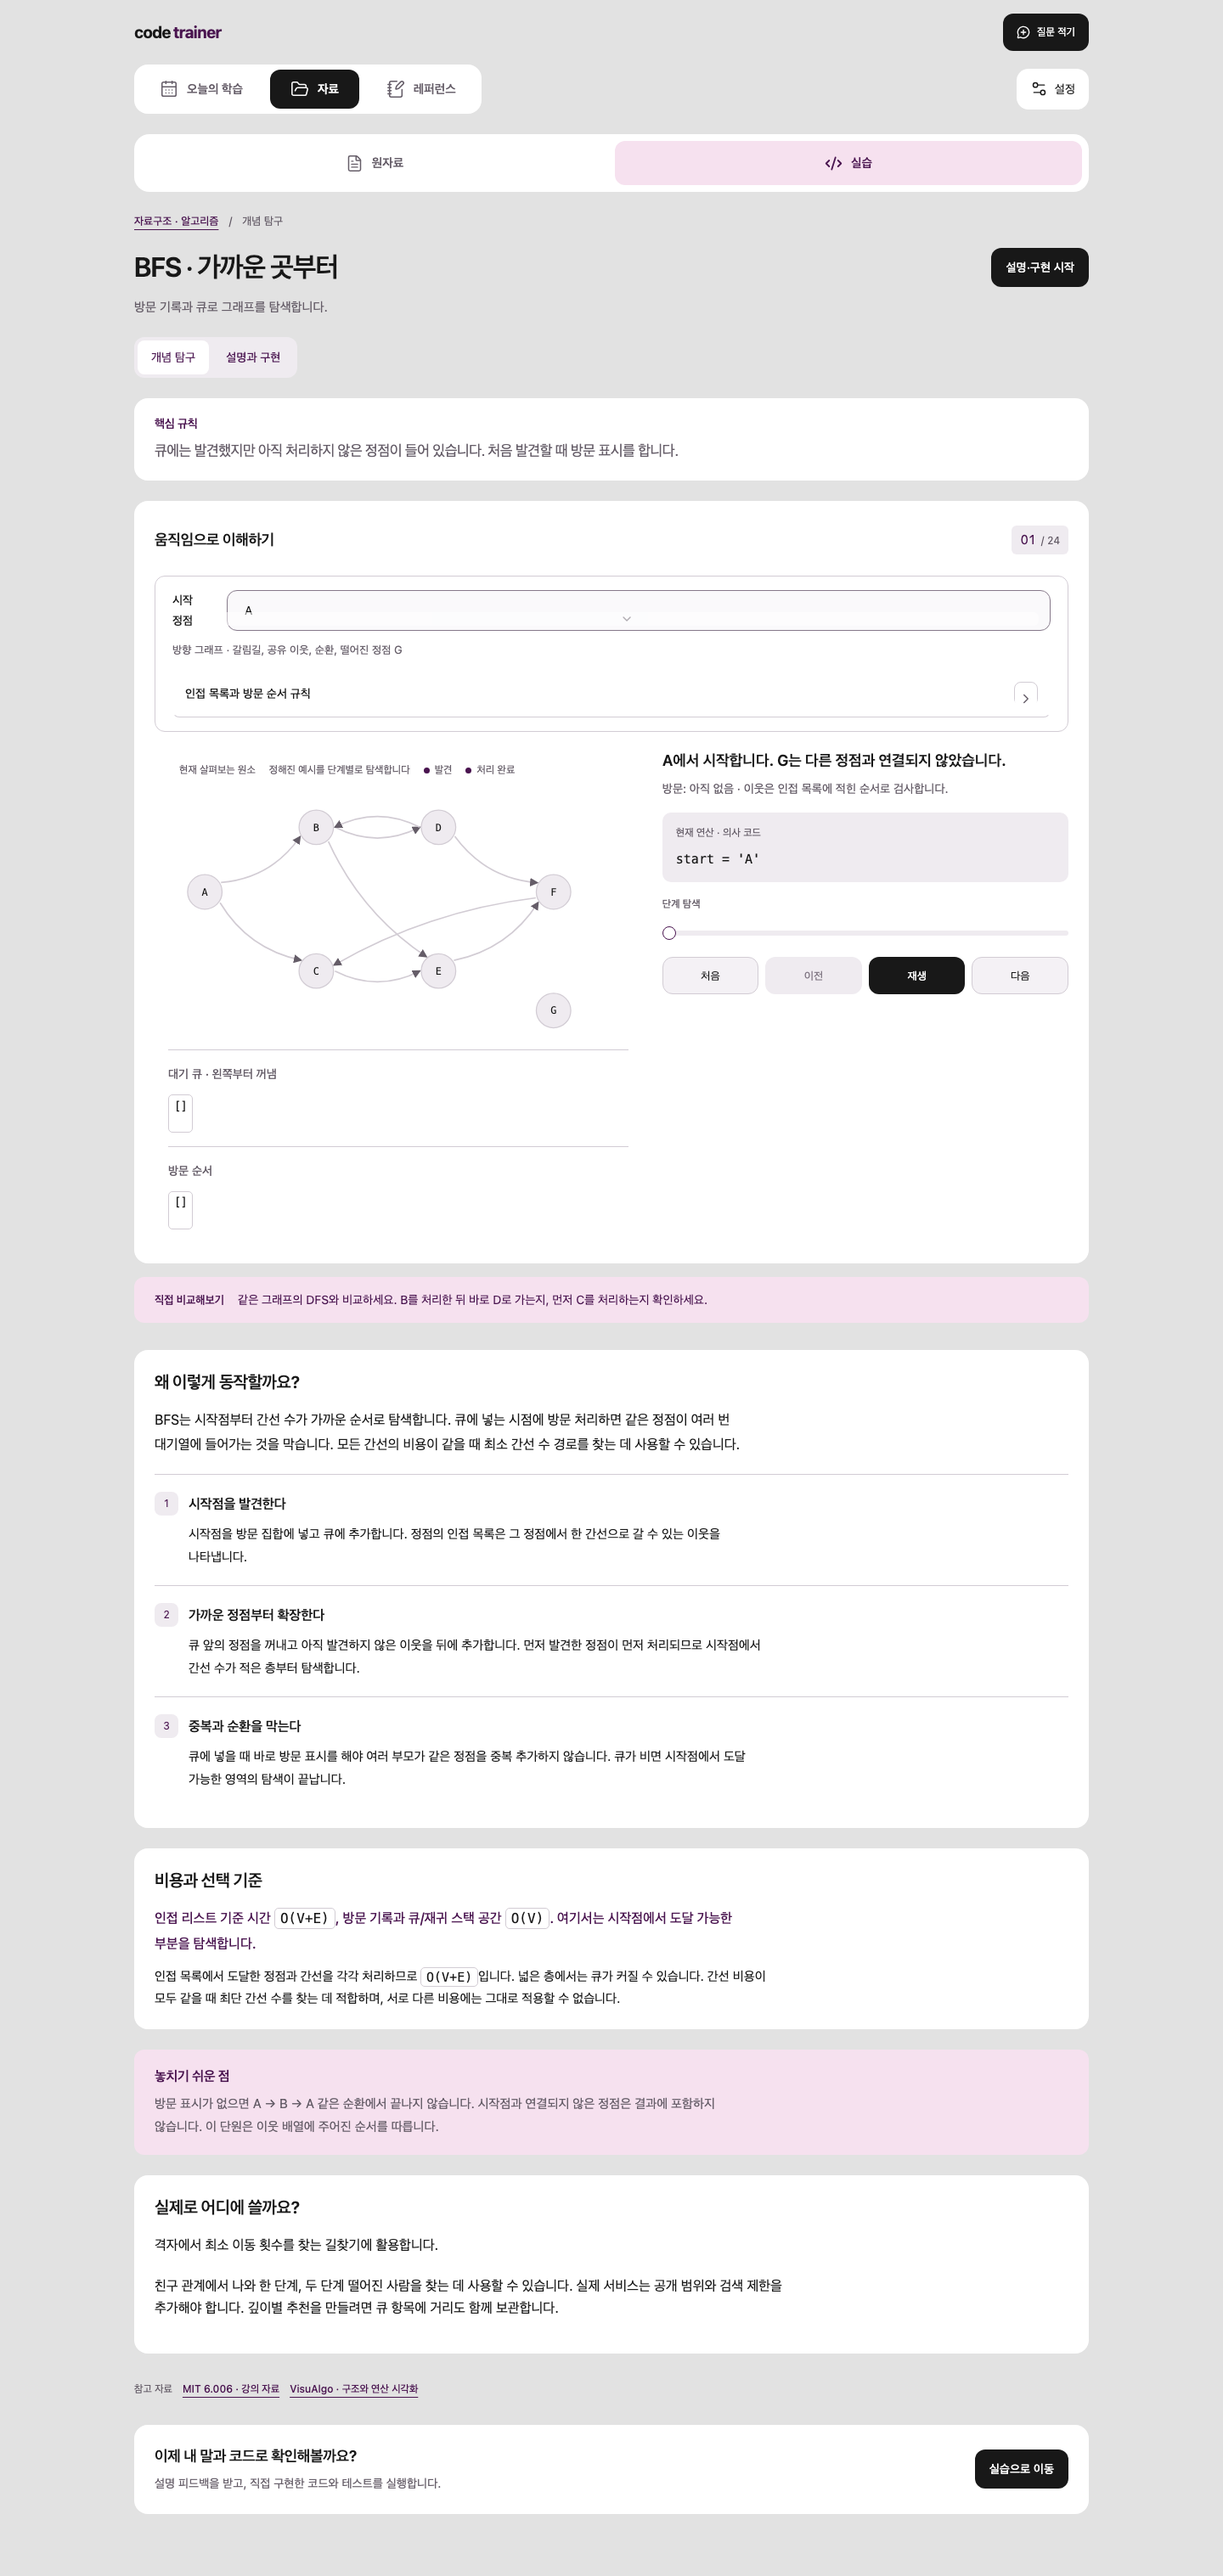 code trainer
질문 적기
오늘의 학습
자료
레퍼런스
설정
원자료
실습
자료구조 · 알고리즘 / 개념 탐구
BFS · 가까운 곳부터
설명·구현 시작
방문 기록과 큐로 그래프를 탐색합니다.
개념 탐구
설명과 구현
핵심 규칙
큐에는 발견했지만 아직 처리하지 않은 정점이 들어 있습니다. 처음 발견할 때 방문 표시를 합니다.
움직임으로 이해하기
01 / 24
시작
정점
A
방향 그래프 · 갈림길, 공유 이웃, 순환, 떨어진 정점 G
인접 목록과 방문 순서 규칙
현재 살펴보는 원소 정해진 예시를 단계별로 탐색합니다 발견 처리 완료
B
D
A
F
C
E
G
A에서 시작합니다. G는 다른 정점과 연결되지 않았습니다.
방문: 아직 없음 · 이웃은 인접 목록에 적힌 순서로 검사합니다.
현재 연산 · 의사 코드
start = 'A'
단계 탐색
처음
이전
재생
다음
대기 큐 · 왼쪽부터 꺼냄
[]
방문 순서
[]
직접 비교해보기 같은 그래프의 DFS와 비교하세요. B를 처리한 뒤 바로 D로 가는지, 먼저 C를 처리하는지 확인하세요.
왜 이렇게 동작할까요?
BFS는 시작점부터 간선 수가 가까운 순서로 탐색합니다. 큐에 넣는 시점에 방문 처리하면 같은 정점이 여러 번
대기열에 들어가는 것을 막습니다. 모든 간선의 비용이 같을 때 최소 간선 수 경로를 찾는 데 사용할 수 있습니다.
1
시작점을 발견한다
시작점을 방문 집합에 넣고 큐에 추가합니다. 정점의 인접 목록은 그 정점에서 한 간선으로 갈 수 있는 이웃을
나타냅니다.
2
가까운 정점부터 확장한다
큐 앞의 정점을 꺼내고 아직 발견하지 않은 이웃을 뒤에 추가합니다. 먼저 발견한 정점이 먼저 처리되므로 시작점에서
간선 수가 적은 층부터 탐색합니다.
3
중복과 순환을 막는다
큐에 넣을 때 바로 방문 표시를 해야 여러 부모가 같은 정점을 중복 추가하지 않습니다. 큐가 비면 시작점에서 도달
가능한 영역의 탐색이 끝납니다.
비용과 선택 기준
인접 리스트 기준 시간 O(V+E), 방문 기록과 큐/재귀 스택 공간 O(V). 여기서는 시작점에서 도달 가능한
부분을 탐색합니다.
인접 목록에서 도달한 정점과 간선을 각각 처리하므로 O(V+E)입니다. 넓은 층에서는 큐가 커질 수 있습니다. 간선 비용이
모두 같을 때 최단 간선 수를 찾는 데 적합하며, 서로 다른 비용에는 그대로 적용할 수 없습니다.
놓치기 쉬운 점
방문 표시가 없으면 A → B → A 같은 순환에서 끝나지 않습니다. 시작점과 연결되지 않은 정점은 결과에 포함하지
않습니다. 이 단원은 이웃 배열에 주어진 순서를 따릅니다.
실제로 어디에 쓸까요?
격자에서 최소 이동 횟수를 찾는 길찾기에 활용합니다.
친구 관계에서 나와 한 단계, 두 단계 떨어진 사람을 찾는 데 사용할 수 있습니다. 실제 서비스는 공개 범위와 검색 제한을
추가해야 합니다. 깊이별 추천을 만들려면 큐 항목에 거리도 함께 보관합니다.
참고 자료 MIT 6.006 · 강의 자료 VisuAlgo · 구조와 연산 시각화
이제 내 말과 코드로 확인해볼까요?
설명 피드백을 받고, 직접 구현한 코드와 테스트를 실행합니다.
실습으로 이동